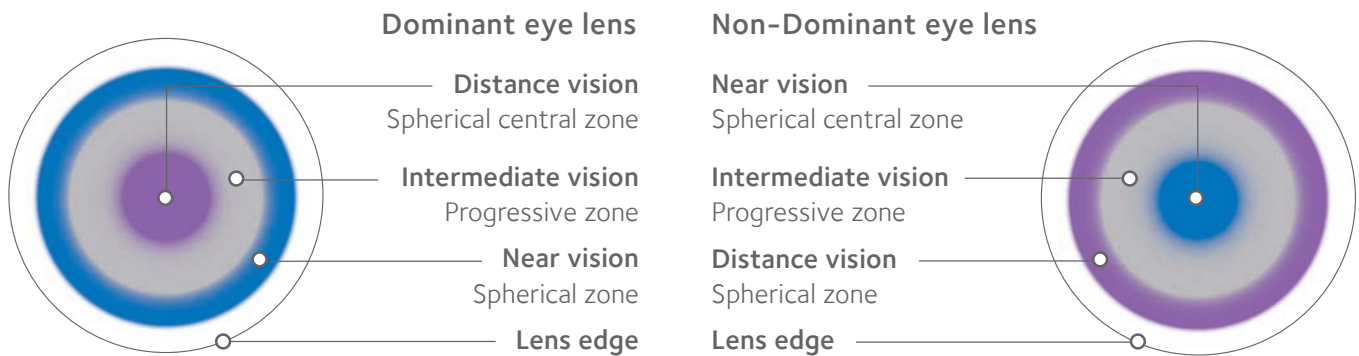 Dominant eye lens
Distance vision
Spherical central zone
Intermediate vision
Progressive zone
Near vision
Spherical zone
Lens edge
Non-Dominant eye lens
Near vision
Spherical central zone
Intermediate vision
Progressive zone
Distance vision
Spherical zone
Lens edge